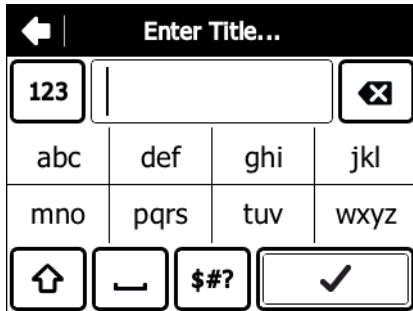 Enter Title...
123
abc def ghi jkl
mno pqrs tuv wxyz
$#?